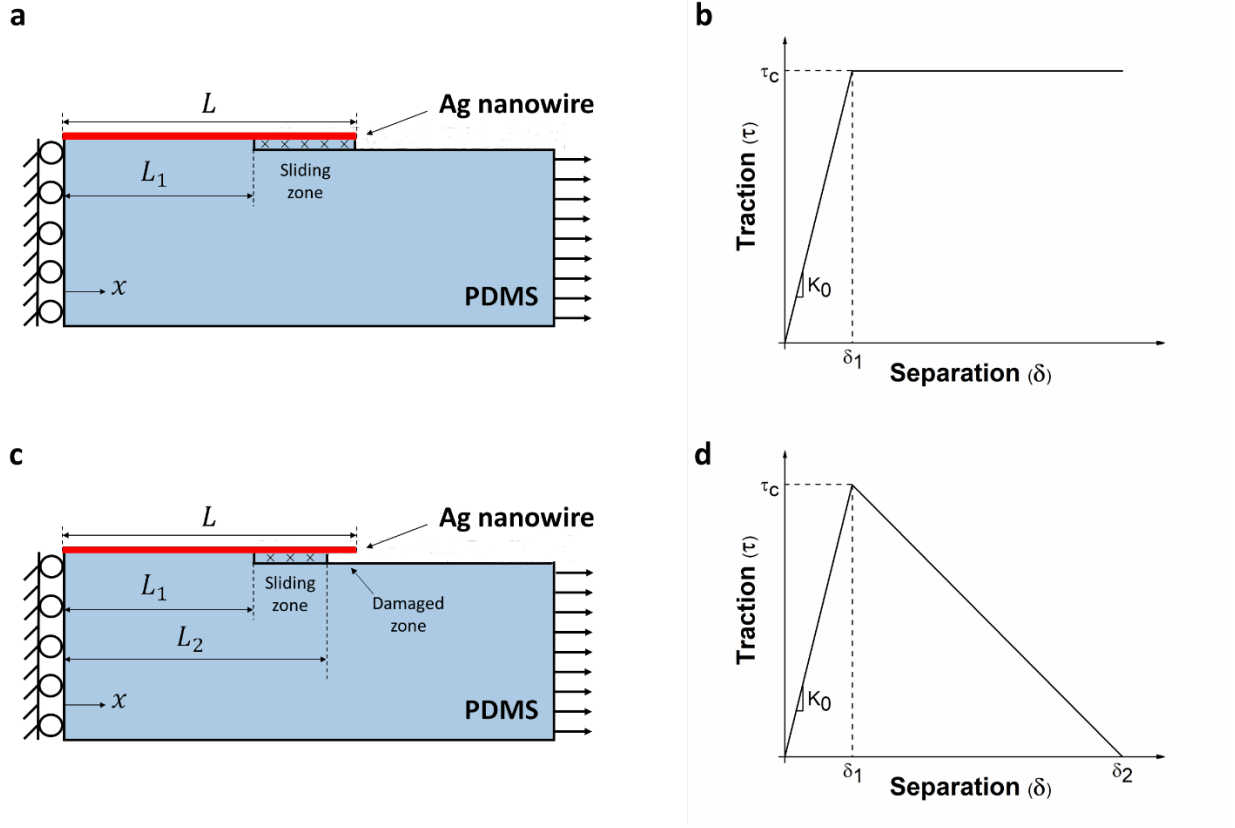 a
L
Ag nanowire
L1
Sliding
zone
x
PDMS
b
τc
Traction (τ)
K0
δ1
Separation (δ)
c
L
Ag nanowire
L1
Sliding
zone
Damaged
zone
L2
x
PDMS
d
τc
Traction (τ)
K0
δ1
δ2
Separation (δ)